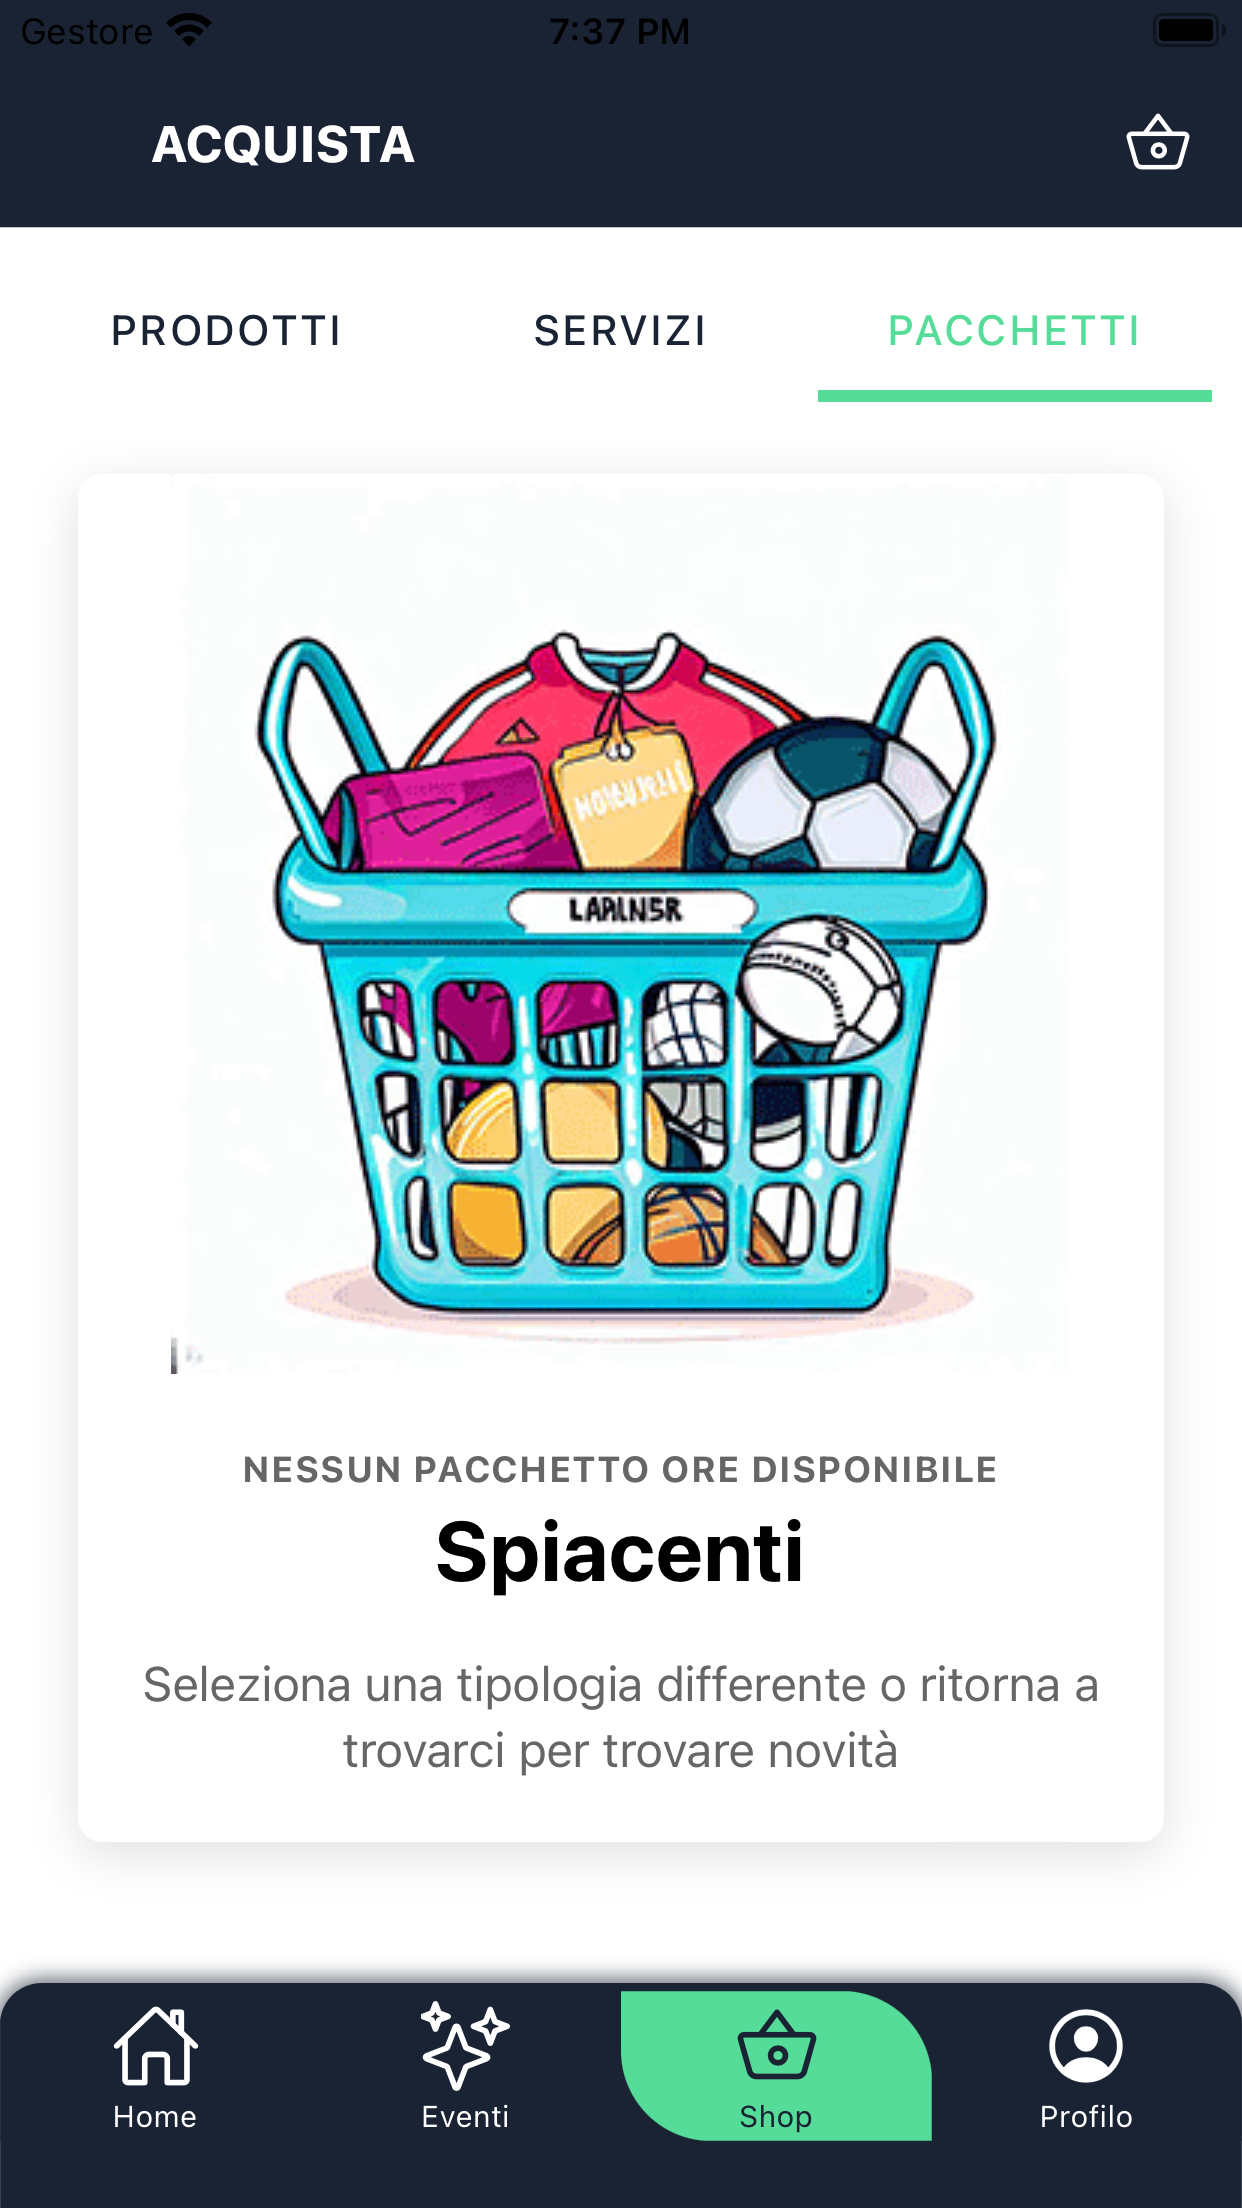 Gestore
7:37 PM
ACQUISTA
PRODOTTI
SERVIZI
PACCHETTI
LAPLNSR
NESSUN PACCHETTO ORE DISPONIBILE
Spiacenti
Seleziona una tipologia differente o ritorna a
trovarci per trovare novità
Home
Eventi
Shop
Profilo